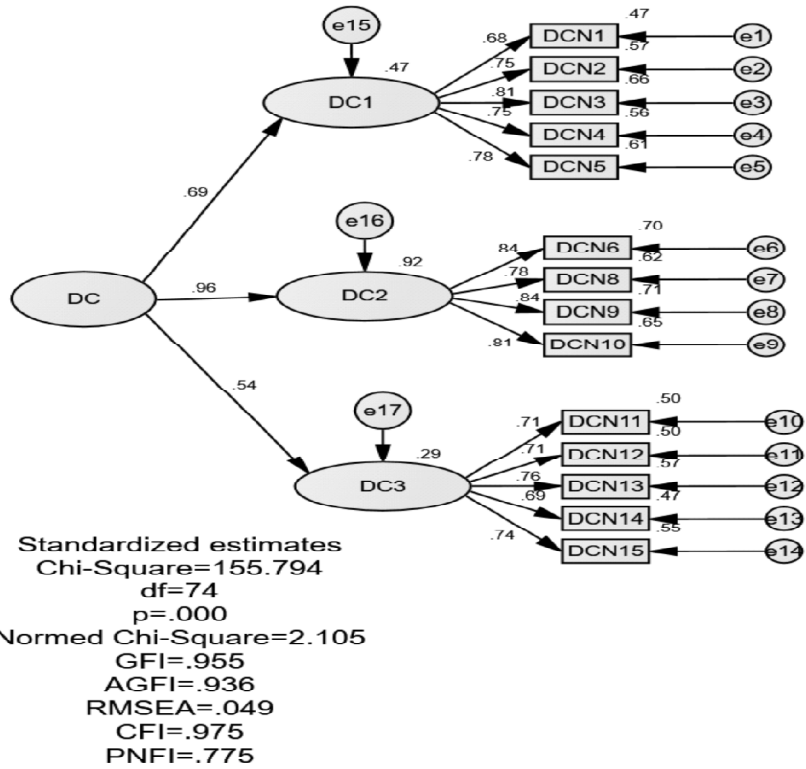 e15
.47
DC1
.68
.75
.81
.75
.78
.47
DCN1
e1
.57
DCN2
e2
.66
DCN3
e3
.56
DCN4
e4
.61
DCN5
e5
.69
e16
.92
DC2
.84
.78
.84
.81
.70
DCN6
e6
.62
DCN8
e7
.71
DCN9
e8
.65
DCN10
e9
DC
.96
.54
e17
.29
DC3
.71
.71
.76
.69
.74
.50
DCN11
e10
.50
DCN12
e11
.57
DCN13
e12
.47
DCN14
e13
.55
DCN15
e14
Standardized estimates
Chi-Square=155.794
df=74
p=.000
Normed Chi-Square=2.105
GFI=.955
AGFI=.936
RMSEA=.049
CFI=.975
PNFI=.775